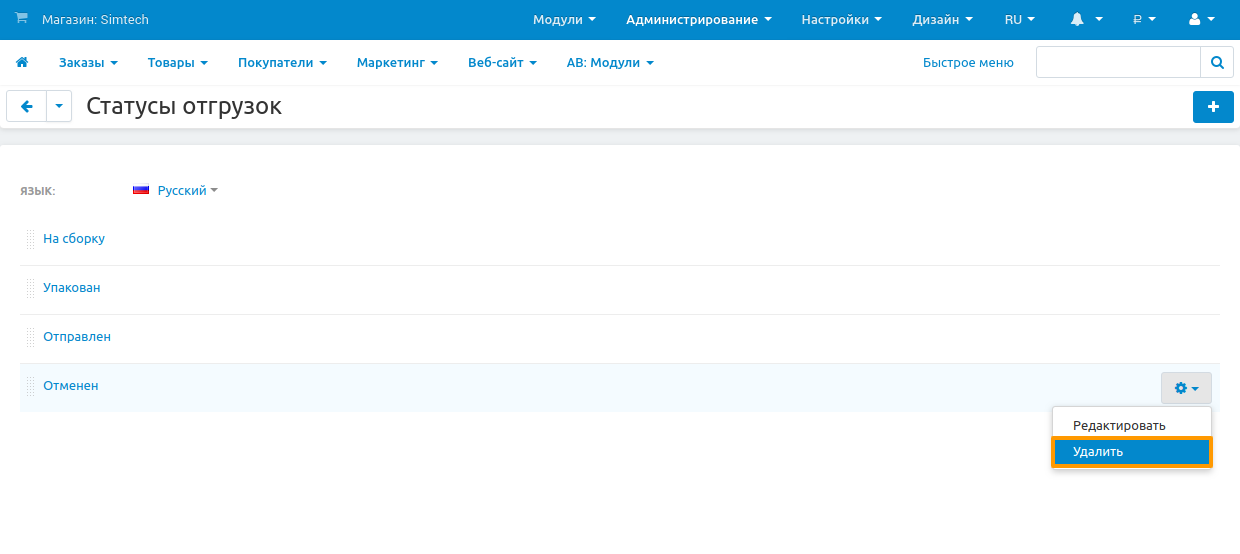 Магазин: Simtech Модули Администрирование Настройки Дизайн RU ₽
Заказы Товары Покупатели Маркетинг Веб-сайт АВ: Модули Быстрое меню
Статусы отгрузок
ЯЗЫК: Русский
На сборку
Упакован
Отправлен
Отменен
Редактировать
Удалить